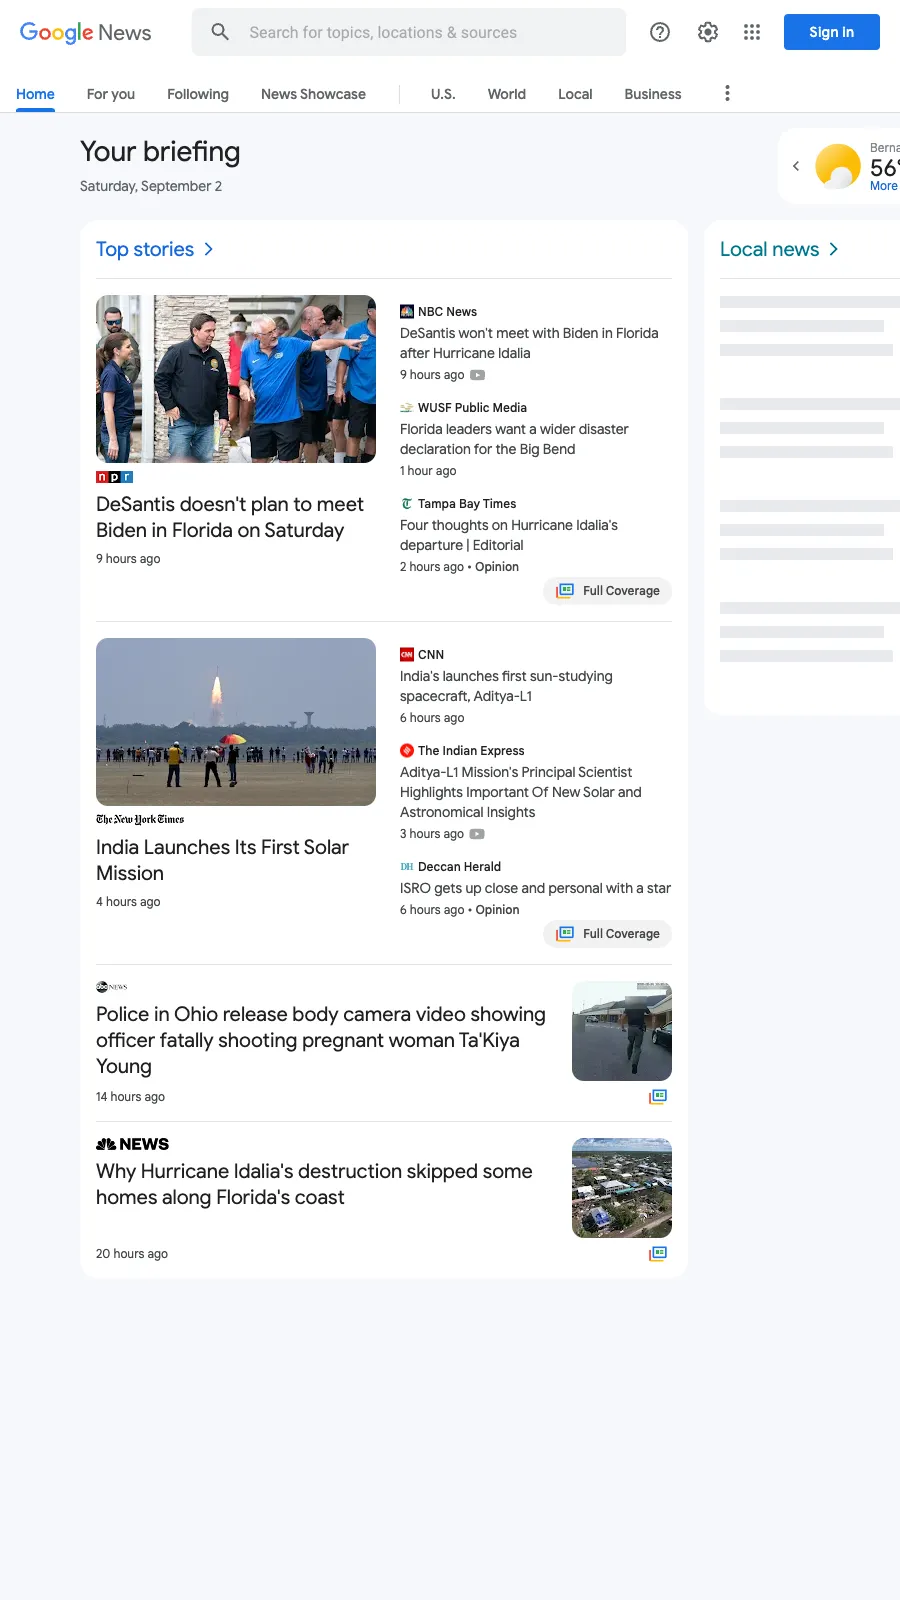 Google News
Search for topics, locations & sources
Sign in
Home
For you
Following
News Showcase
U.S.
World
Local
Business
Your briefing
Saturday, September 2
56°
More
Top stories
npr
DeSantis doesn't plan to meet
Biden in Florida on Saturday
9 hours ago
NBC News
DeSantis won't meet with Biden in Florida
after Hurricane Idalia
9 hours ago
WUSF Public Media
Florida leaders want a wider disaster
declaration for the Big Bend
1 hour ago
Tampa Bay Times
Four thoughts on Hurricane Idalia's
departure | Editorial
2 hours ago • Opinion
Full Coverage
The New York Times
India Launches Its First Solar
Mission
4 hours ago
CNN
India's launches first sun-studying
spacecraft, Aditya-L1
6 hours ago
The Indian Express
Aditya-L1 Mission's Principal Scientist
Highlights Important Of New Solar and
Astronomical Insights
3 hours ago
DH Deccan Herald
ISRO gets up close and personal with a star
6 hours ago • Opinion
Full Coverage
abc NEWS
Police in Ohio release body camera video showing
officer fatally shooting pregnant woman Ta'Kiya
Young
14 hours ago
NEWS
Why Hurricane Idalia's destruction skipped some
homes along Florida's coast
20 hours ago
Local news